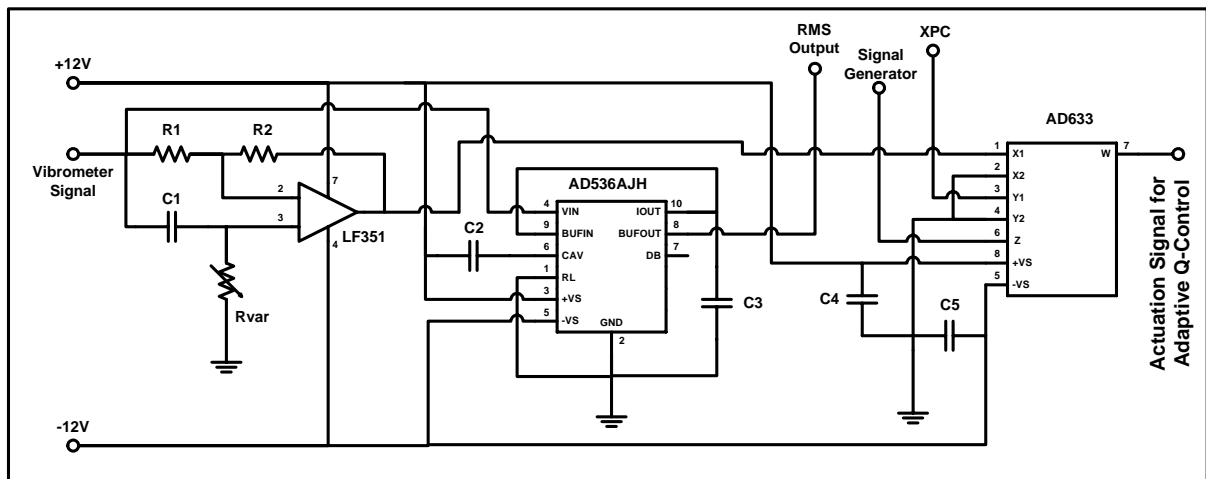 RMS
Output
XPC
Signal
Generator
+12V
AD633
R1
R2
1
X1
W
7
2
X2
Vibrometer
Signal
7
AD536AJH
3
Y1
C1
2
4
VIN
IOUT
10
4
Y2
3
9
BUFIN
BUFOUT
8
6
Z
LF351
C2
6
CAV
DB
7
8
+VS
4
1
RL
5
-VS
Rvar
3
+VS
C3
C4
C5
5
-VS
GND
2
-12V
Actuation Signal for
Adaptive Q-Control